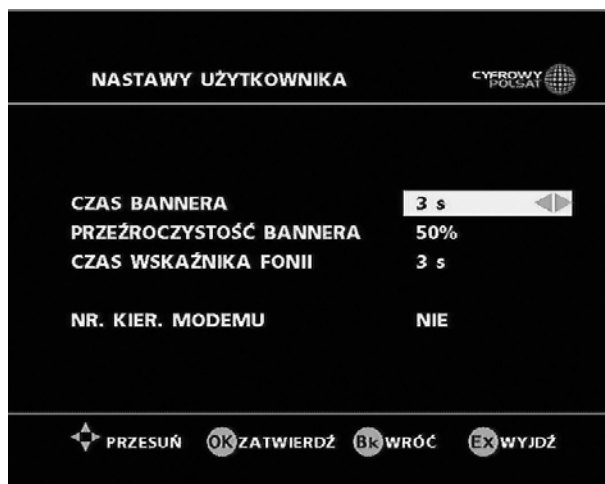 NASTAWY UŻYTKOWNIKA
CYFROWY
POLSAT
CZAS BANNERA 3 s
PRZEŹROCZYSTOŚĆ BANNERA 50%
CZAS WSKAŹNIKA FONII 3 s
NR. KIER. MODEMU NIE
PRZESUŃ OK ZATWIERDŹ Bk WRÓĆ Ex WYJDŹ